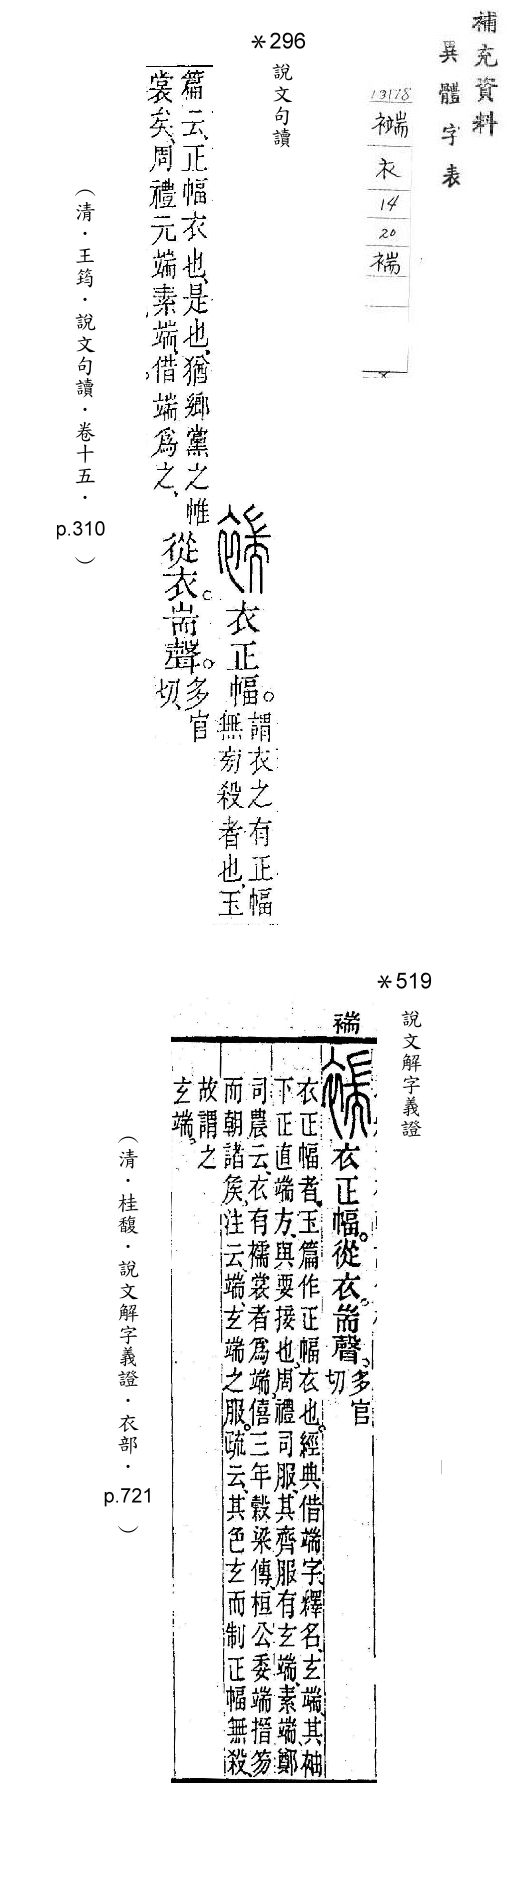 補充資料
異體字表
13178
褍
衣
14
20
褍
*296
說文句讀
褍 衣正幅。謂衣之有正幅
無旁殺者也、玉
篇云、正幅衣也、是也、猶鄉黨之帷
裳矣、周禮元端素端、借端爲之、
從衣。耑聲。多官
切
（清．王筠．說文句讀．卷十五．p.310）
*519
說文解字義證
褍
褍 衣正幅。從衣。耑聲、多官
切
衣正幅者、玉篇作正幅衣也。經典借端字、釋名、玄端、其袖
下正直端方、與要接也、周禮司服、其齊服有玄端、素端、鄭
司農云、衣有襦裳者爲端、僖三年穀梁傳、桓公委端搢笏
而朝諸矦、注云、端、玄端之服。疏云、其色玄而制正幅無殺、
故謂之
玄端。
（清．桂馥．說文解字義證．衣部．p.721）